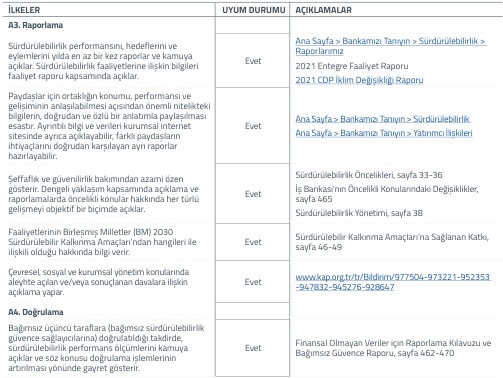 İLKELER UYUM DURUMU AÇIKLAMALAR
A3. Raporlama
Sürdürülebilirlik performansını, hedeflerini ve
eylemlerini yılda en az bir kez raporlar ve kamuya
açıklar. Sürdürülebilirlik faaliyetlerine ilişkin bilgileri
faaliyet raporu kapsamında açıklar.
Evet
Ana Sayfa > Bankamızı Tanıyın > Sürdürülebilirlik >
Raporlarımız
2021 Entegre Faaliyet Raporu
2021 CDP İklim Değişikliği Raporu
Paydaşlar için ortaklığın konumu, performansı ve
gelişiminin anlaşılabilmesi açısından önemli nitelikteki
bilgilerin, doğrudan ve özlü bir anlatımla paylaşılması
esastır. Ayrıntılı bilgi ve verileri kurumsal internet
sitesinde ayrıca açıklayabilir, farklı paydaşların
ihtiyaçlarını doğrudan karşılayan ayrı raporlar
hazırlayabilir.
Evet
Ana Sayfa > Bankamızı Tanıyın > Sürdürülebilirlik
Ana Sayfa > Bankamızı Tanıyın > Yatırımcı İlişkileri
Şeffaflık ve güvenilirlik bakımından azami özen
gösterir. Dengeli yaklaşım kapsamında açıklama ve
raporlamalarda öncelikli konular hakkında her türlü
gelişmeyi objektif bir biçimde açıklar.
Evet
Sürdürülebilirlik Öncelikleri, sayfa 33-36
İş Bankası'nın Öncelikli Konularındaki Değişiklikler,
sayfa 465
Sürdürülebilirlik Yönetimi, sayfa 38
Faaliyetlerinin Birleşmiş Milletler (BM) 2030
Sürdürülebilir Kalkınma Amaçları'ndan hangileri ile
ilişkili olduğu hakkında bilgi verir.
Evet
Sürdürülebilir Kalkınma Amaçları'na Sağlanan Katkı,
sayfa 46-49
Çevresel, sosyal ve kurumsal yönetim konularında
aleyhte açılan ve/veya sonuçlanan davalara ilişkin
açıklama yapar.
Evet
www.kap.org.tr/tr/Bildirim/977504-973221-952353
-947832-945276-928647
A4. Doğrulama
Bağımsız üçüncü taraflara (bağımsız sürdürülebilirlik
güvence sağlayıcılarına) doğrulatıldığı takdirde,
sürdürülebilirlik performans ölçümlerini kamuya
açıklar ve söz konusu doğrulama işlemlerinin
artırılması yönünde gayret gösterir.
Evet
Finansal Olmayan Veriler için Raporlama Kılavuzu ve
Bağımsız Güvence Raporu, sayfa 462-470